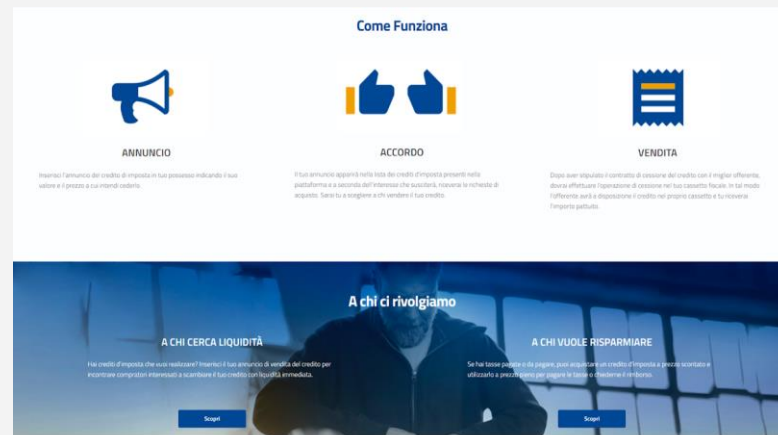 Come Funziona
ANNUNCIO
Inserisci l'annuncio del credito di imposta in tuo possesso indicando il suo
valore e il prezzo a cui intendi cederlo.
ACCORDO
Il tuo annuncio apparirà nella lista dei crediti d'imposta presenti nella
piattaforma e a seconda dell'interesse che susciterà, riceverai le richieste di
acquisto. Sarai tu a scegliere a chi vendere il tuo credito.
VENDITA
Dopo aver stipulato il contratto di cessione del credito con il miglior offerente,
dovrai effettuare l'operazione di cessione nel tuo cassetto fiscale. In tal modo
l'offerente avrà a disposizione il credito nel proprio cassetto e tu riceverai
l'importo pattuito.
A chi ci rivolgiamo
A CHI CERCA LIQUIDITÀ
Hai crediti d'imposta che vuoi realizzare? Inserisci il tuo annuncio di vendita del credito per
incontrare compratori interessati a scambiare il tuo credito con liquidità immediata.
Scopri
A CHI VUOLE RISPARMIARE
Se hai tasse pagate o da pagare, puoi acquistare un credito d'imposta a prezzo scontato e
utilizzarlo a prezzo pieno per pagare le tasse o chiederne il rimborso.
Scopri